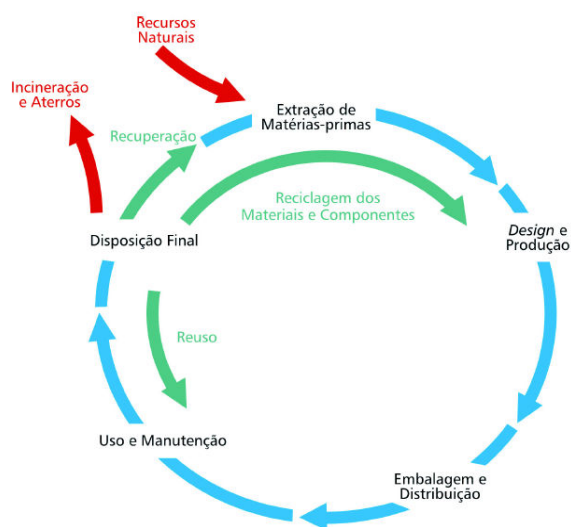 Recursos
Naturais
Incineração
e Aterros
Extração de
Matérias-primas
Recuperação
Reciclagem dos
Materiais e Componentes
Design e
Produção
Disposição Final
Reuso
Uso e Manutenção
Embalagem e
Distribuição